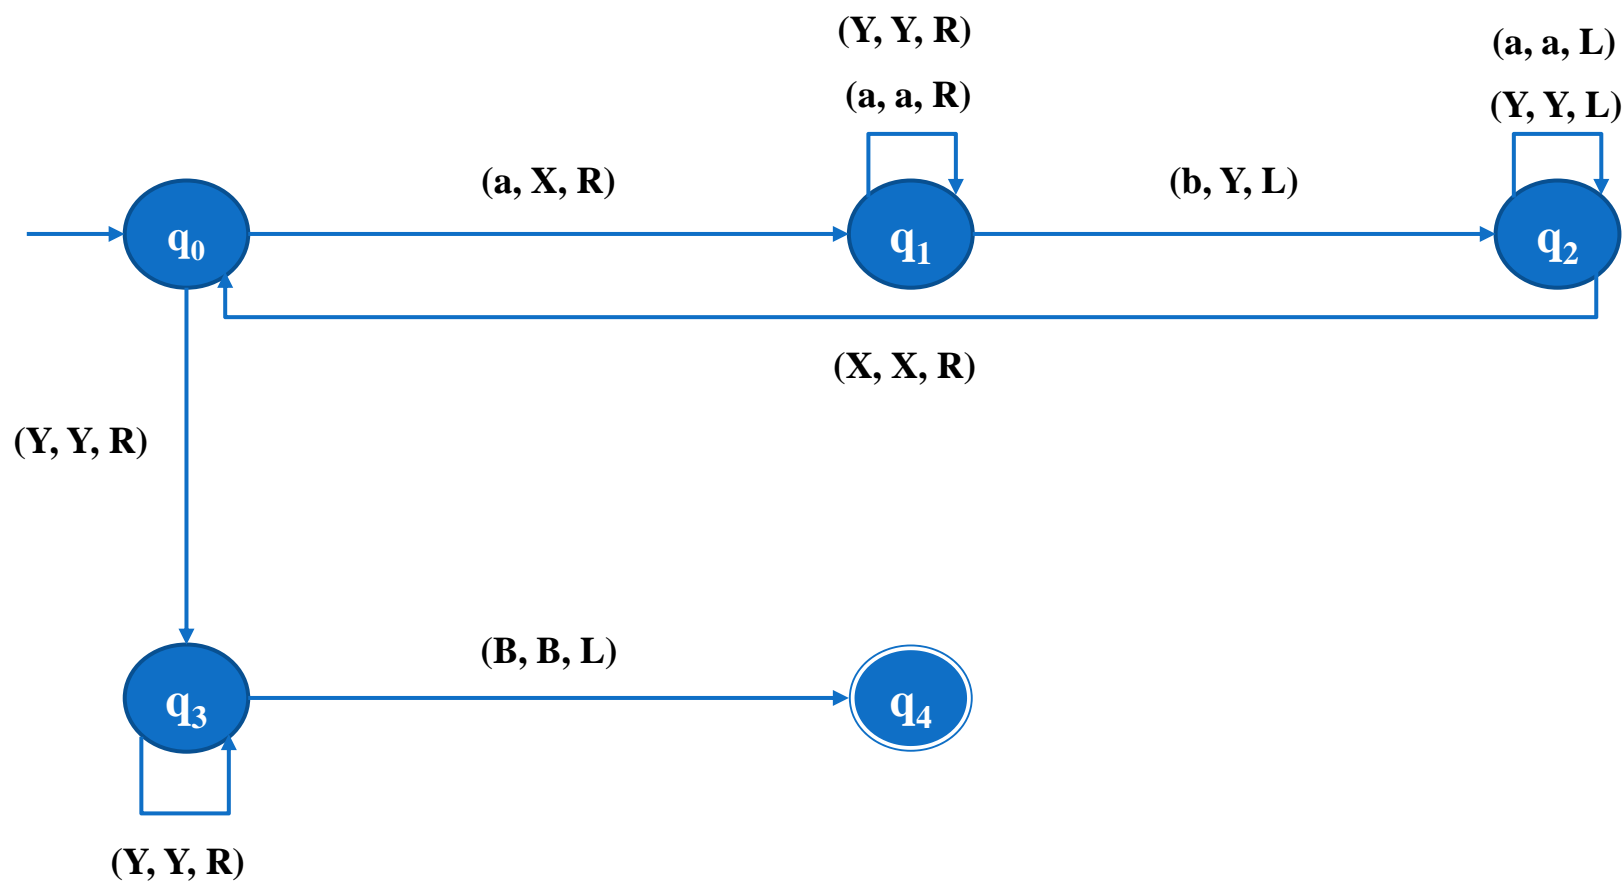 (Y, Y, R)
(a, a, R)
(a, a, L)
(Y, Y, L)
(a, X, R)
(b, Y, L)
q₀
q₁
q₂
(X, X, R)
(Y, Y, R)
(B, B, L)
q₃
q₄
(Y, Y, R)